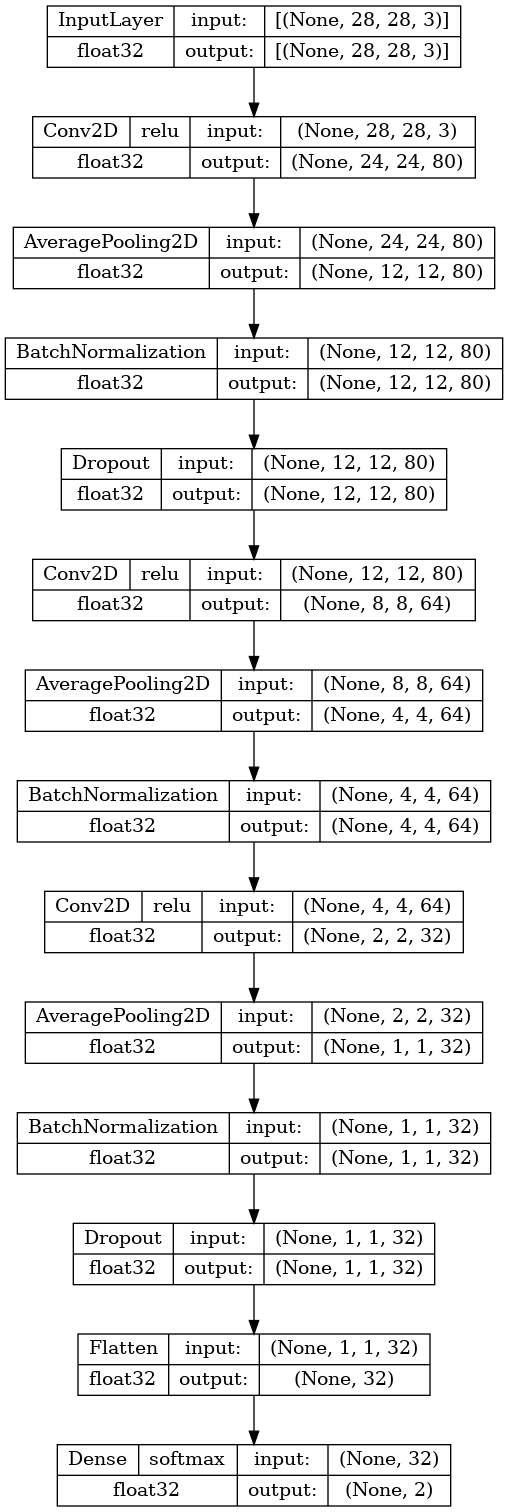 InputLayer input: [(None, 28, 28, 3)]
float32 output: [(None, 28, 28, 3)]
Conv2D relu input: (None, 28, 28, 3)
float32 output: (None, 24, 24, 80)
AveragePooling2D input: (None, 24, 24, 80)
float32 output: (None, 12, 12, 80)
BatchNormalization input: (None, 12, 12, 80)
float32 output: (None, 12, 12, 80)
Dropout input: (None, 12, 12, 80)
float32 output: (None, 12, 12, 80)
Conv2D relu input: (None, 12, 12, 80)
float32 output: (None, 8, 8, 64)
AveragePooling2D input: (None, 8, 8, 64)
float32 output: (None, 4, 4, 64)
BatchNormalization input: (None, 4, 4, 64)
float32 output: (None, 4, 4, 64)
Conv2D relu input: (None, 4, 4, 64)
float32 output: (None, 2, 2, 32)
AveragePooling2D input: (None, 2, 2, 32)
float32 output: (None, 1, 1, 32)
BatchNormalization input: (None, 1, 1, 32)
float32 output: (None, 1, 1, 32)
Dropout input: (None, 1, 1, 32)
float32 output: (None, 1, 1, 32)
Flatten input: (None, 1, 1, 32)
float32 output: (None, 32)
Dense softmax input: (None, 32)
float32 output: (None, 2)